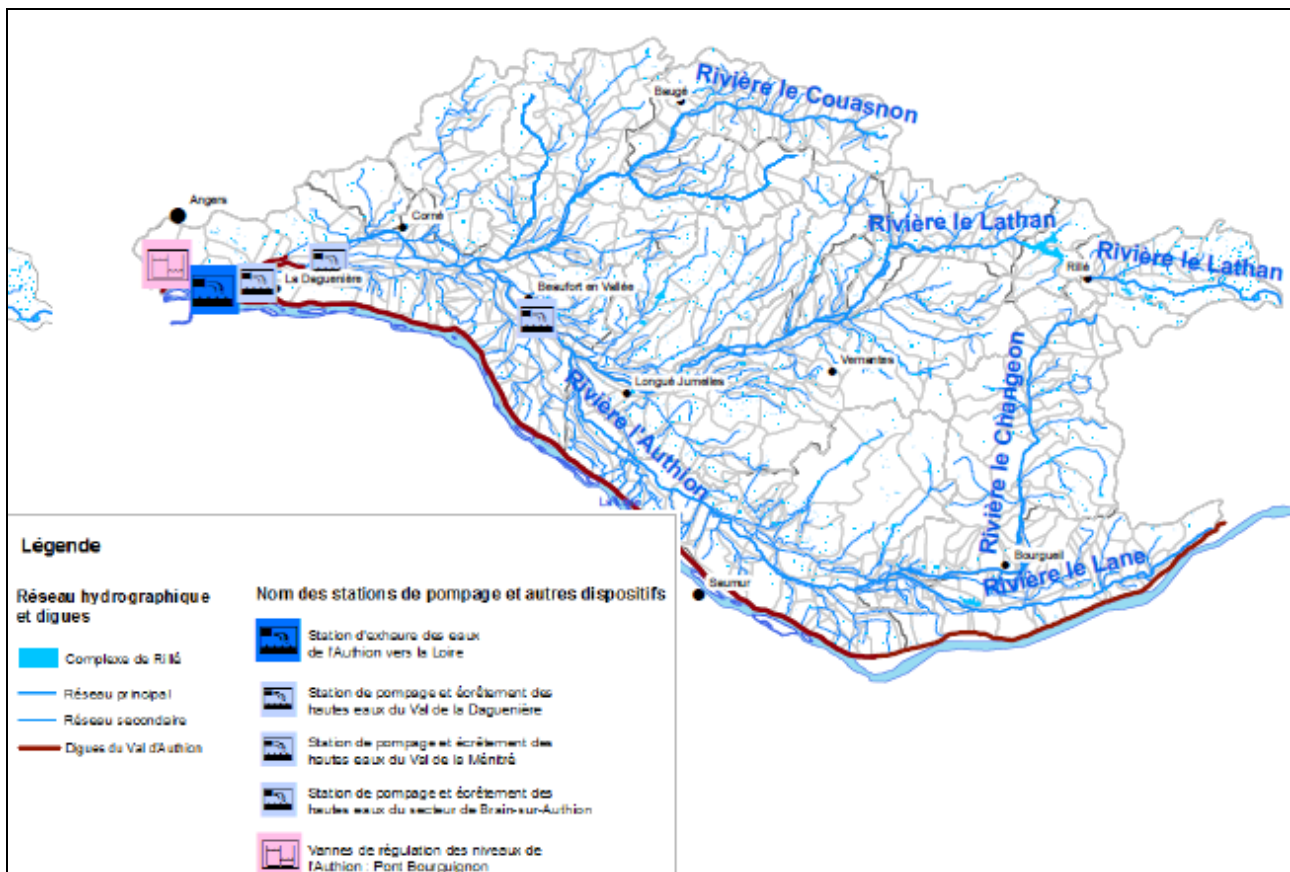 Rivière le Couasnon
Baugé
Angers
Corné
Rivière le Lathan
Rillé
Rivière le Lathan
La Daguenière
Beaufort en Vallée
Vernantes
Longué Jumelles
Rivière l'Authion
Rivière le Changeon
Bourgueil
Rivière le Lane
Saumur
Légende
Réseau hydrographique
et digues
Complexe de Rillé
Réseau principal
Réseau secondaire
Digues du Val d'Authion
Nom des stations de pompage et autres dispositifs
Station d'exhaure des eaux
de l'Authion vers la Loire
Station de pompage et écrêtement des
hautes eaux du Val de la Daguenière
Station de pompage et écrêtement des
hautes eaux du Val de la Ménitré
Station de pompage et écrêtement des
hautes eaux du secteur de Brain-sur-Authion
Vannes de régulation des niveaux de
l'Authion : Pont Bourguignon